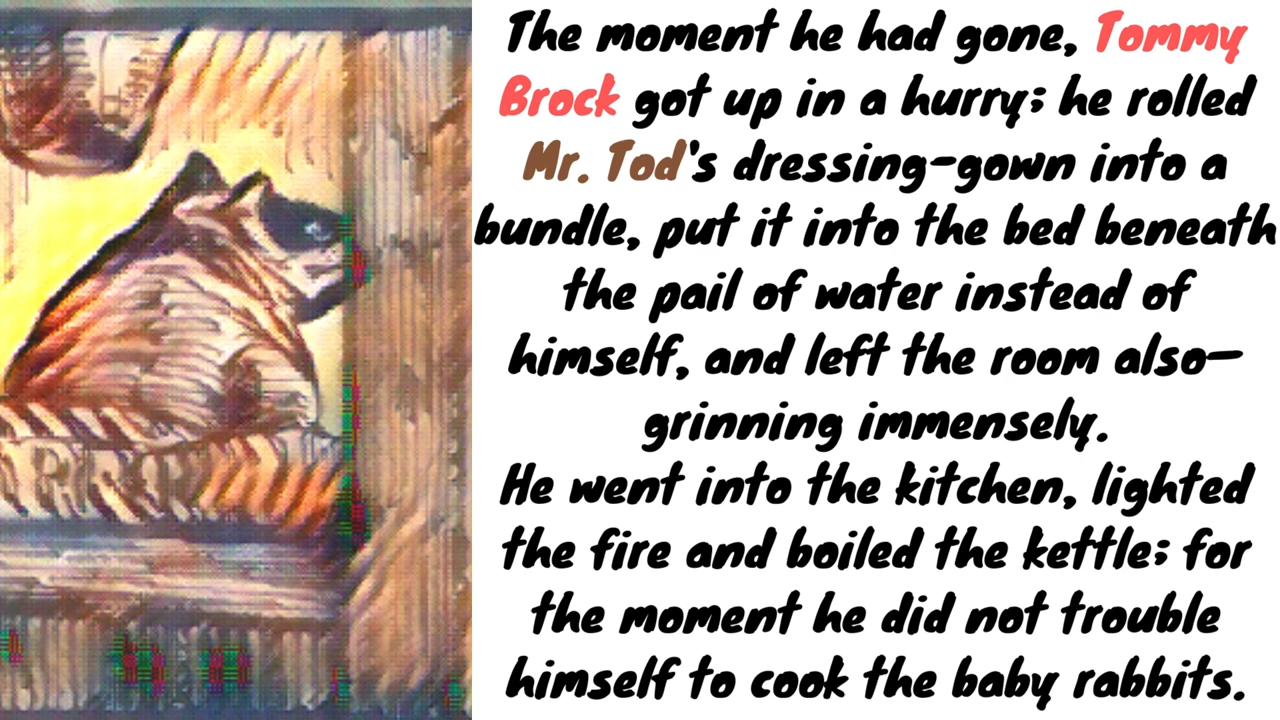 The moment he had gone, Tommy
Brock got up in a hurry; he rolled
Mr. Tod's dressing-gown into a
bundle, put it into the bed beneath
the pail of water instead of
himself, and left the room also—
grinning immensely.
He went into the kitchen, lighted
the fire and boiled the kettle; for
the moment he did not trouble
himself to cook the baby rabbits.